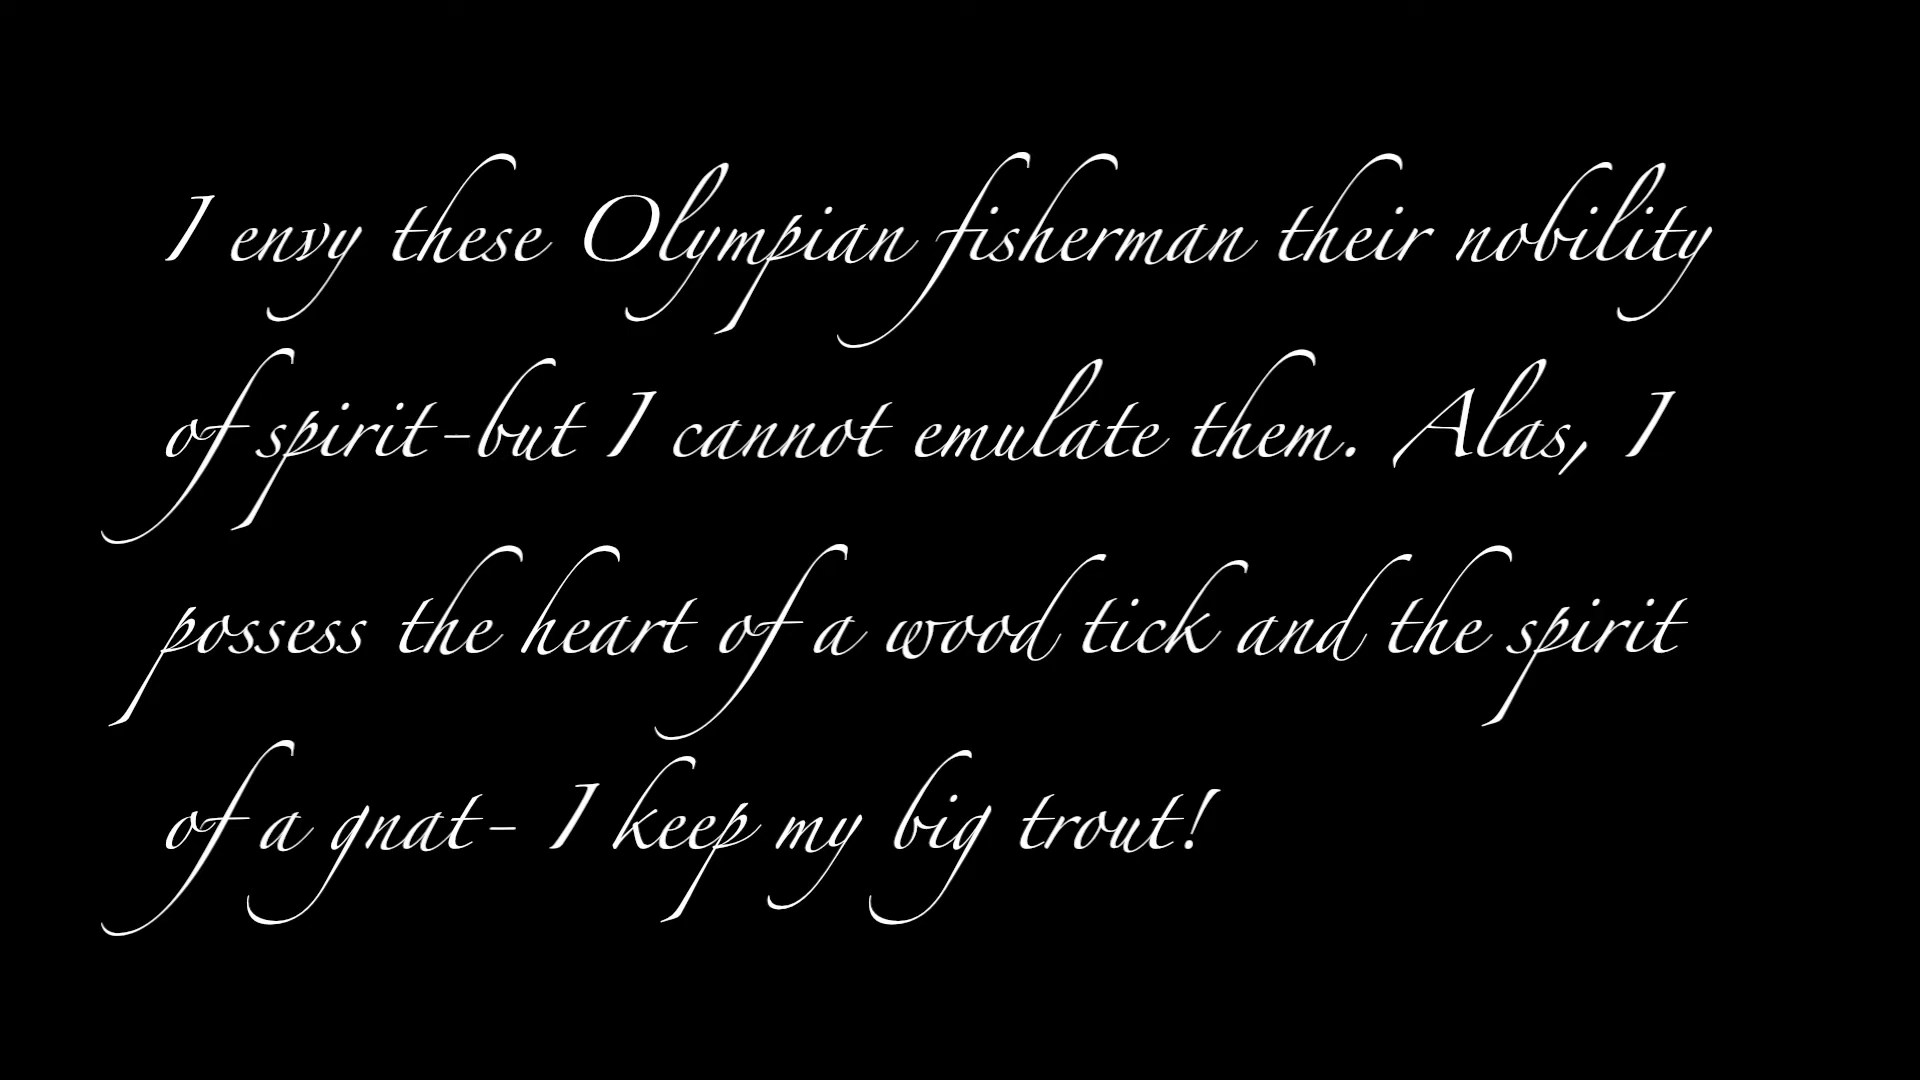 I envy these Olympian fisherman their nobility
of spirit-but I cannot emulate them. Alas, I
possess the heart of a wood tick and the spirit
of a gnat- I keep my big trout!